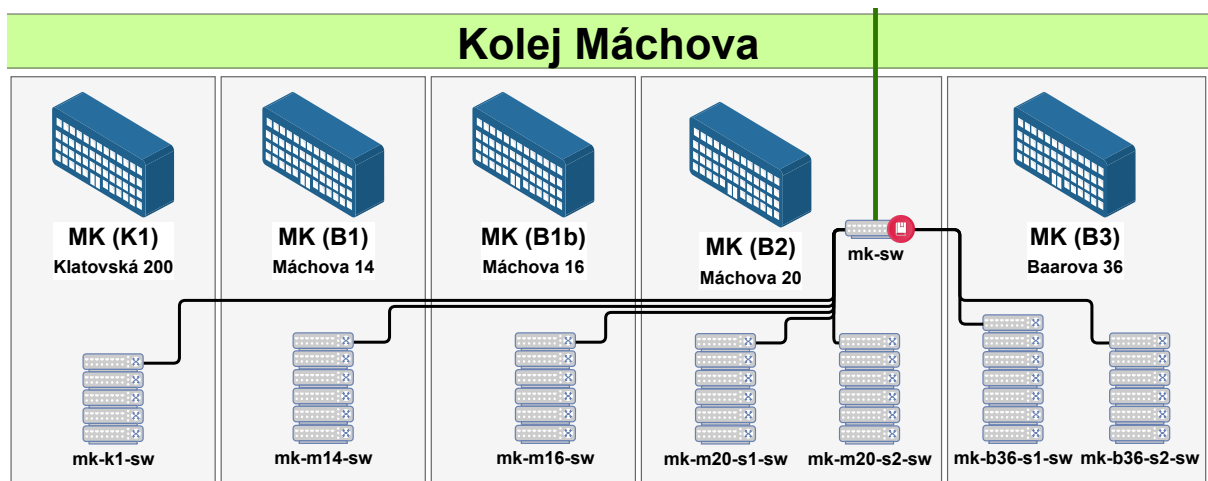 Kolej Máchova
MK (K1)
Klatovská 200
mk-k1-sw
MK (B1)
Máchova 14
mk-m14-sw
MK (B1b)
Máchova 16
mk-m16-sw
MK (B2)
Máchova 20
mk-sw
mk-m20-s1-sw
mk-m20-s2-sw
MK (B3)
Baarova 36
mk-b36-s1-sw
mk-b36-s2-sw